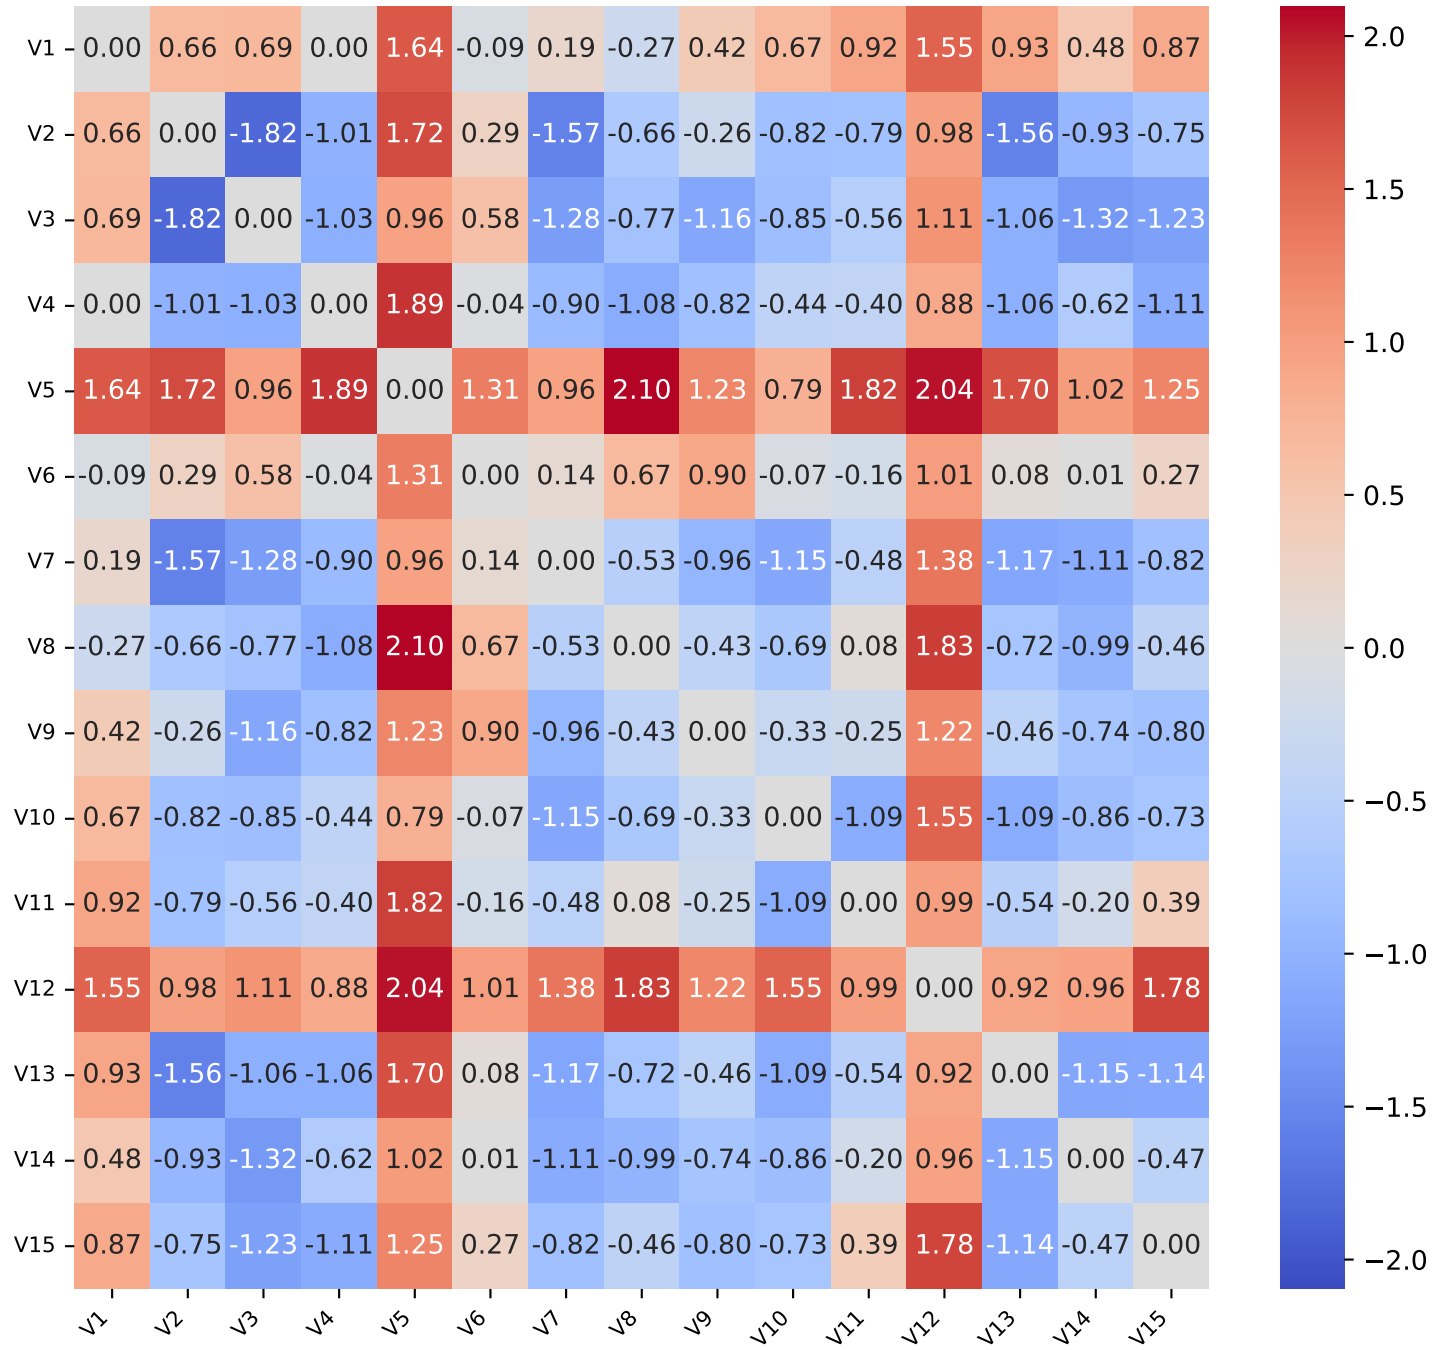 V1 0.00 0.66 0.69 0.00 1.64 -0.09 0.19 -0.27 0.42 0.67 0.92 1.55 0.93 0.48 0.87
V2 0.66 0.00 -1.82 -1.01 1.72 0.29 -1.57 -0.66 -0.26 -0.82 -0.79 0.98 -1.56 -0.93 -0.75
V3 0.69 -1.82 0.00 -1.03 0.96 0.58 -1.28 -0.77 -1.16 -0.85 -0.56 1.11 -1.06 -1.32 -1.23
V4 0.00 -1.01 -1.03 0.00 1.89 -0.04 -0.90 -1.08 -0.82 -0.44 -0.40 0.88 -1.06 -0.62 -1.11
V5 1.64 1.72 0.96 1.89 0.00 1.31 0.96 2.10 1.23 0.79 1.82 2.04 1.70 1.02 1.25
V6 -0.09 0.29 0.58 -0.04 1.31 0.00 0.14 0.67 0.90 -0.07 -0.16 1.01 0.08 0.01 0.27
V7 0.19 -1.57 -1.28 -0.90 0.96 0.14 0.00 -0.53 -0.96 -1.15 -0.48 1.38 -1.17 -1.11 -0.82
V8 -0.27 -0.66 -0.77 -1.08 2.10 0.67 -0.53 0.00 -0.43 -0.69 0.08 1.83 -0.72 -0.99 -0.46
V9 0.42 -0.26 -1.16 -0.82 1.23 0.90 -0.96 -0.43 0.00 -0.33 -0.25 1.22 -0.46 -0.74 -0.80
V10 0.67 -0.82 -0.85 -0.44 0.79 -0.07 -1.15 -0.69 -0.33 0.00 -1.09 1.55 -1.09 -0.86 -0.73
V11 0.92 -0.79 -0.56 -0.40 1.82 -0.16 -0.48 0.08 -0.25 -1.09 0.00 0.99 -0.54 -0.20 0.39
V12 1.55 0.98 1.11 0.88 2.04 1.01 1.38 1.83 1.22 1.55 0.99 0.00 0.92 0.96 1.78
V13 0.93 -1.56 -1.06 -1.06 1.70 0.08 -1.17 -0.72 -0.46 -1.09 -0.54 0.92 0.00 -1.15 -1.14
V14 0.48 -0.93 -1.32 -0.62 1.02 0.01 -1.11 -0.99 -0.74 -0.86 -0.20 0.96 -1.15 0.00 -0.47
V15 0.87 -0.75 -1.23 -1.11 1.25 0.27 -0.82 -0.46 -0.80 -0.73 0.39 1.78 -1.14 -0.47 0.00
V1 V2 V3 V4 V5 V6 V7 V8 V9 V10 V11 V12 V13 V14 V15
2.0
1.5
1.0
0.5
0.0
−0.5
−1.0
−1.5
−2.0